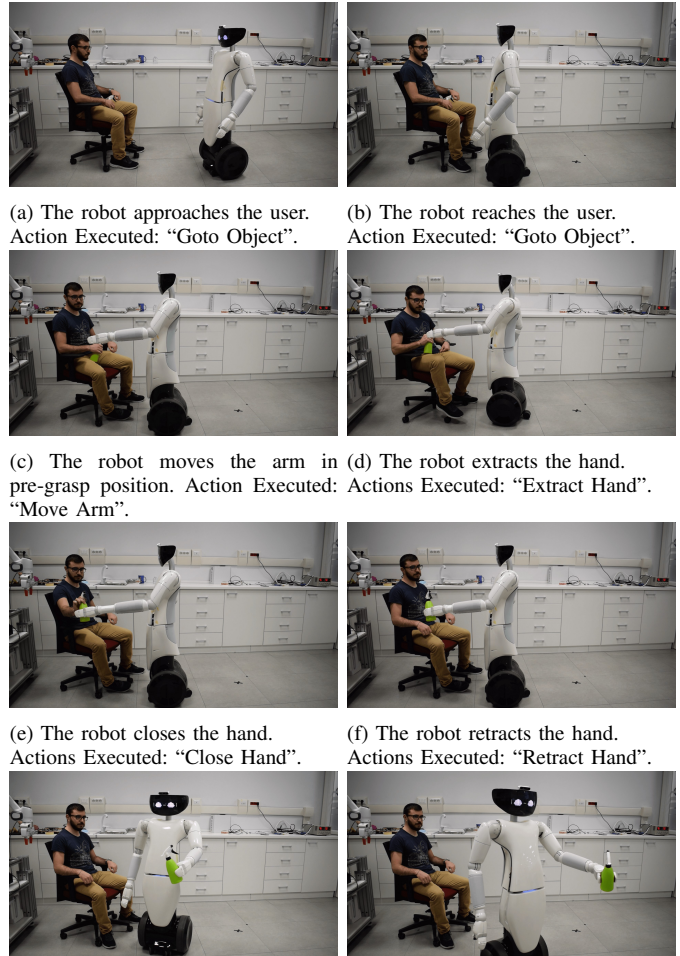 (a) The robot approaches the user.
Action Executed: “Goto Object”.
(b) The robot reaches the user.
Action Executed: “Goto Object”.
(c) The robot moves the arm in
pre-grasp position. Action Executed:
“Move Arm”.
(d) The robot extracts the hand.
Actions Executed: “Extract Hand”.
(e) The robot closes the hand.
Actions Executed: “Close Hand”.
(f) The robot retracts the hand.
Actions Executed: “Retract Hand”.